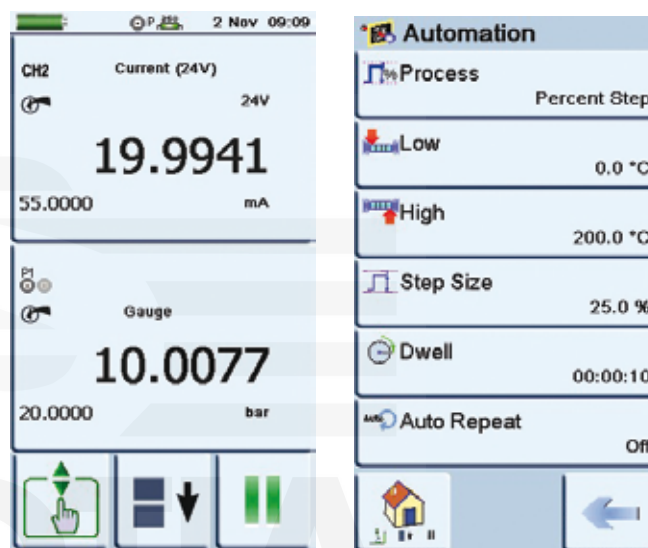 P 2 Nov 09:09
CH2 Current (24V)
24V
19.9941
55.0000 mA
P1
Gauge
10.0077
20.0000 bar
Automation
% Process
Percent Step
Low
0.0 °C
High
200.0 °C
Step Size
25.0 %
Dwell
00:00:10
Auto Repeat
Off